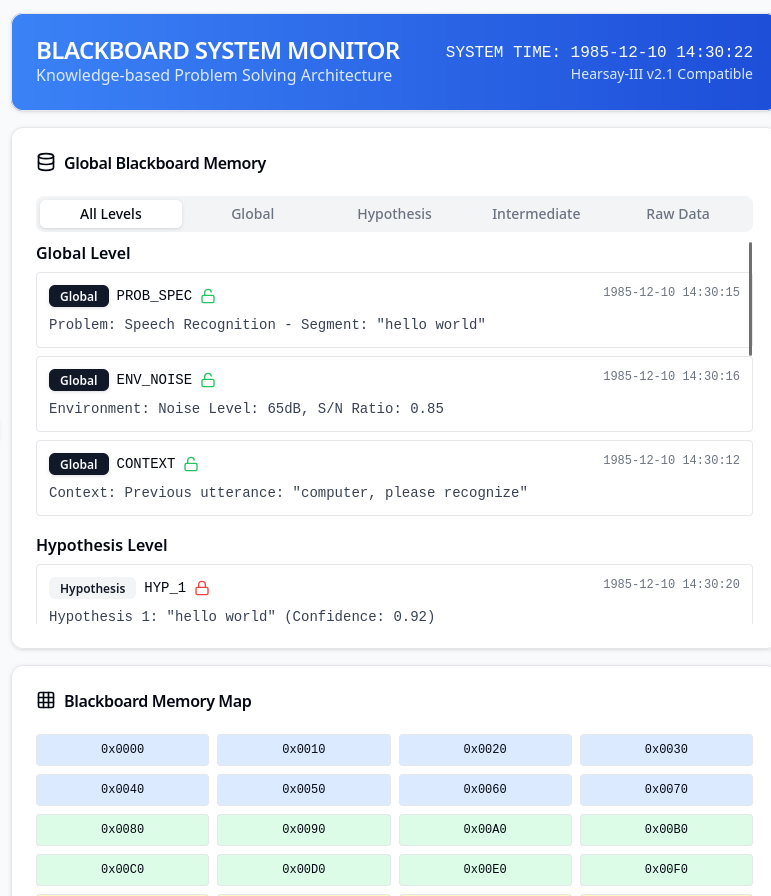 BLACKBOARD SYSTEM MONITOR
Knowledge-based Problem Solving Architecture
SYSTEM TIME: 1985-12-10 14:30:22
Hearsay-III v2.1 Compatible
Global Blackboard Memory
All Levels Global Hypothesis Intermediate Raw Data
Global Level
Global PROB_SPEC 1985-12-10 14:30:15
Problem: Speech Recognition - Segment: "hello world"
Global ENV_NOISE 1985-12-10 14:30:16
Environment: Noise Level: 65dB, S/N Ratio: 0.85
Global CONTEXT 1985-12-10 14:30:12
Context: Previous utterance: "computer, please recognize"
Hypothesis Level
Hypothesis HYP_1 1985-12-10 14:30:20
Hypothesis 1: "hello world" (Confidence: 0.92)
Blackboard Memory Map
0x0000 0x0010 0x0020 0x0030
0x0040 0x0050 0x0060 0x0070
0x0080 0x0090 0x00A0 0x00B0
0x00C0 0x00D0 0x00E0 0x00F0